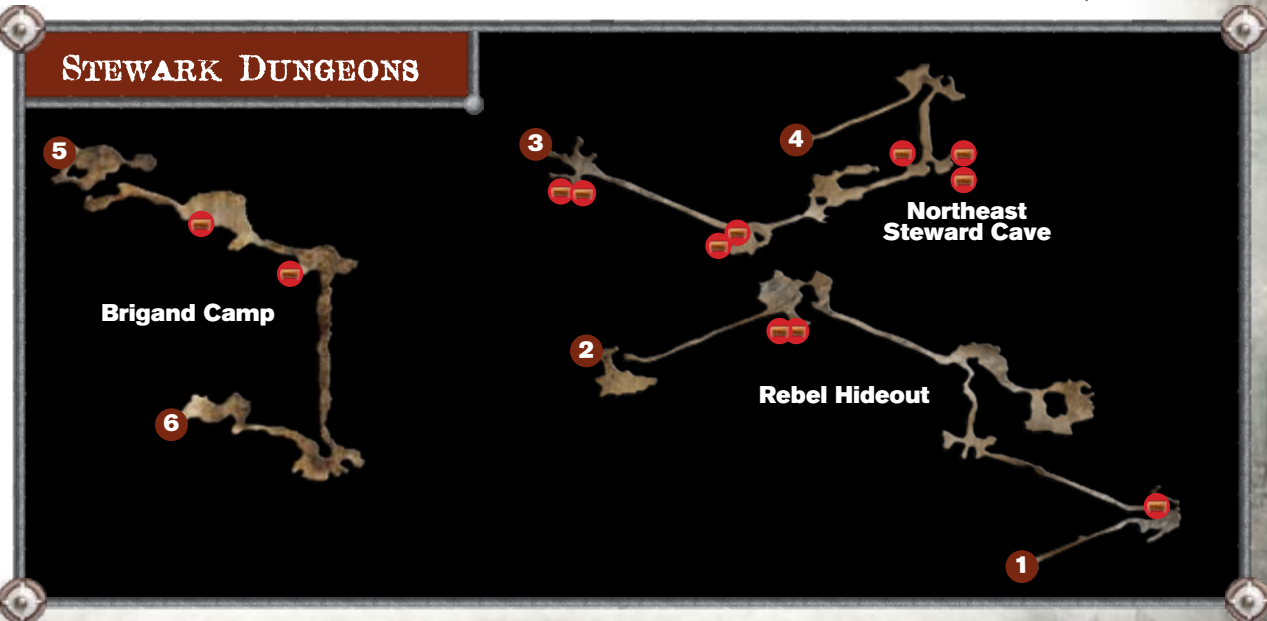 STEWARK DUNGEONS
5
3
4
Northeast
Steward Cave
Brigand Camp
2
Rebel Hideout
6
1